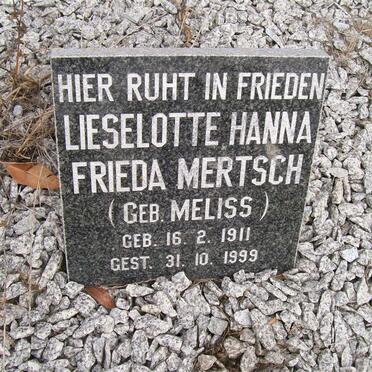 HIER RUHT IN FRIEDEN
LIESELOTTE HANNA
FRIEDA MERTSCH
(GEB. MELISS)
GEB. 16. 2. 1911
GEST. 31. 10. 1999